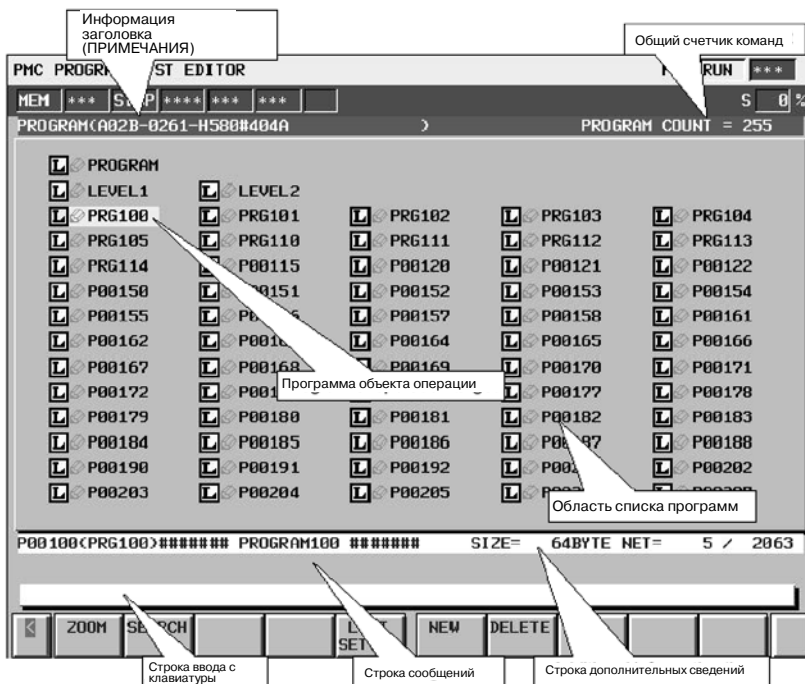 Информация
заголовка
(ПРИМЕЧАНИЯ)
Общий счетчик команд
PMC ST EDITOR RUN ***
MEM *** **** *** *** S 0 %
PROGRAM(A02B-0261-H580#404A ) PROGRAM COUNT = 255
L PROGRAM
L LEVEL1 L LEVEL2
L PRG100 L PRG101 L PRG102 L PRG103 L PRG104
L PRG105 L PRG110 L PRG111 L PRG112 L PRG113
L PRG114 L P00115 L P00120 L P00121 L P00122
L P00150 L P00151 L P00152 L P00153 L P00154
L P00155 L L P00157 L P00158 L P00161
L P00162 L L P00164 L P00165 L P00166
L P00167 L P00168 L P00169 L P00170 L P00171
L P00172 L L P00177 L P00178
Программа объекта операции
L P00179 L P00180 L P00181 L P00182 L P00183
L P00184 L P00185 L P00186 L L P00188
L P00190 L P00191 L P00192 L L P00202
L P00203 L P00204 L P00205 L
Область списка программ
P00100(PRG100)####### PROGRAM100 ####### SIZE= 64BYTE NET= 5 / 2063
< ZOOM NEW DELETE
Строка ввода с
клавиатуры
Строка сообщений
Строка дополнительных сведений